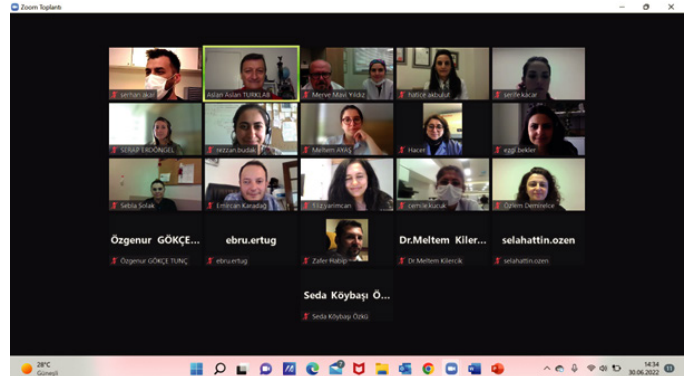 Zoom Toplantı
serhan.akar
Aslan Aslan TURKLAB
Merve Mavi Yıldız
hatice akbulut
serife.kacar
SERAP ERDÖNGEL
sezzan.budak
Meltem AYAŞ
Hacer
ezgi.bekler
Sebla Solak
Emircan Karadağ
filiz.yarimcan
cemile.kucuk
Özlem Demirelce
Özgenur GÖKÇE...
ebru.ertug
Dr.Meltem Kiler...
selahattin.ozen
Özgenur GÖKÇE TUNÇ
ebru.ertug
Zafer Habip
Dr.Meltem Kilercik
selahattin.ozen
Seda Köybaşı Ö...
Seda Köybaşı Özkü
28°C
Güneşli
14:34
30.06.2022